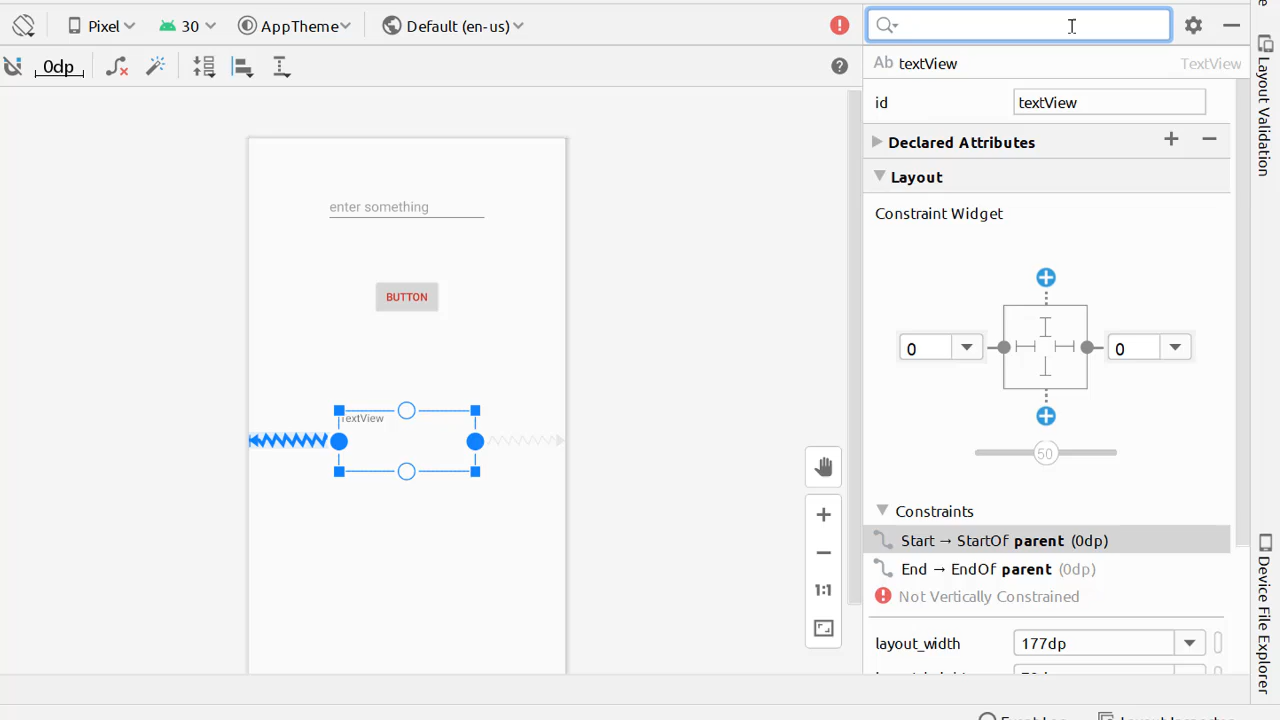 Pixel 30 AppTheme Default (en-us)
0dp
Ab textView TextView
id textView
Declared Attributes
Layout
Constraint Widget
0 0
50
Constraints
Start → StartOf parent (0dp)
End → EndOf parent (0dp)
Not Vertically Constrained
layout_width 177dp
enter something
BUTTON
TextView
1:1
Layout Validation
Device File Explorer